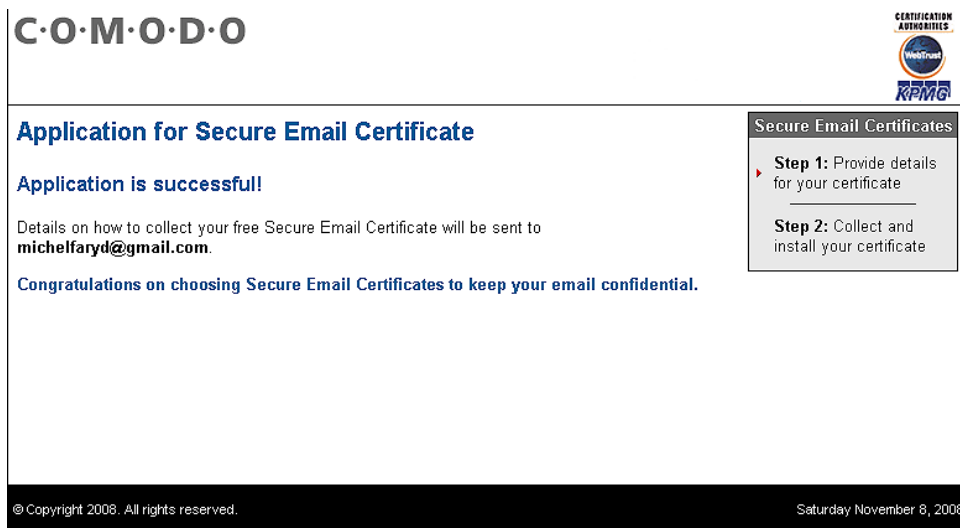 C·O·M·O·D·O
CERTIFICATION
AUTHORITIES
WebTrust
KPMG
Application for Secure Email Certificate
Application is successful!
Details on how to collect your free Secure Email Certificate will be sent to
michelfaryd@gmail.com.
Congratulations on choosing Secure Email Certificates to keep your email confidential.
Secure Email Certificates
Step 1: Provide details
for your certificate
Step 2: Collect and
install your certificate
© Copyright 2008. All rights reserved.
Saturday November 8, 2008